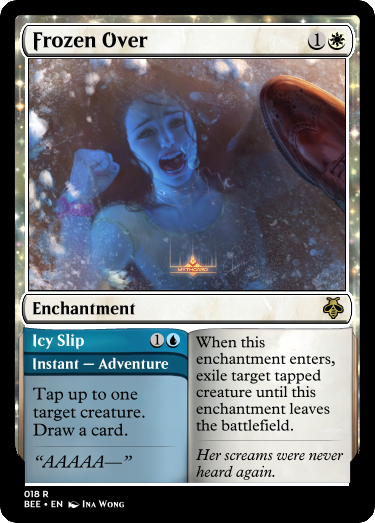 Frozen Over
1
MYTHGARD
Enchantment
Icy Slip
1
Instant — Adventure
Tap up to one
target creature.
Draw a card.
“AAAAA—”
When this
enchantment enters,
exile target tapped
creature until this
enchantment leaves
the battlefield.
Her screams were never
heard again.
018 R
BEE • EN Ina Wong